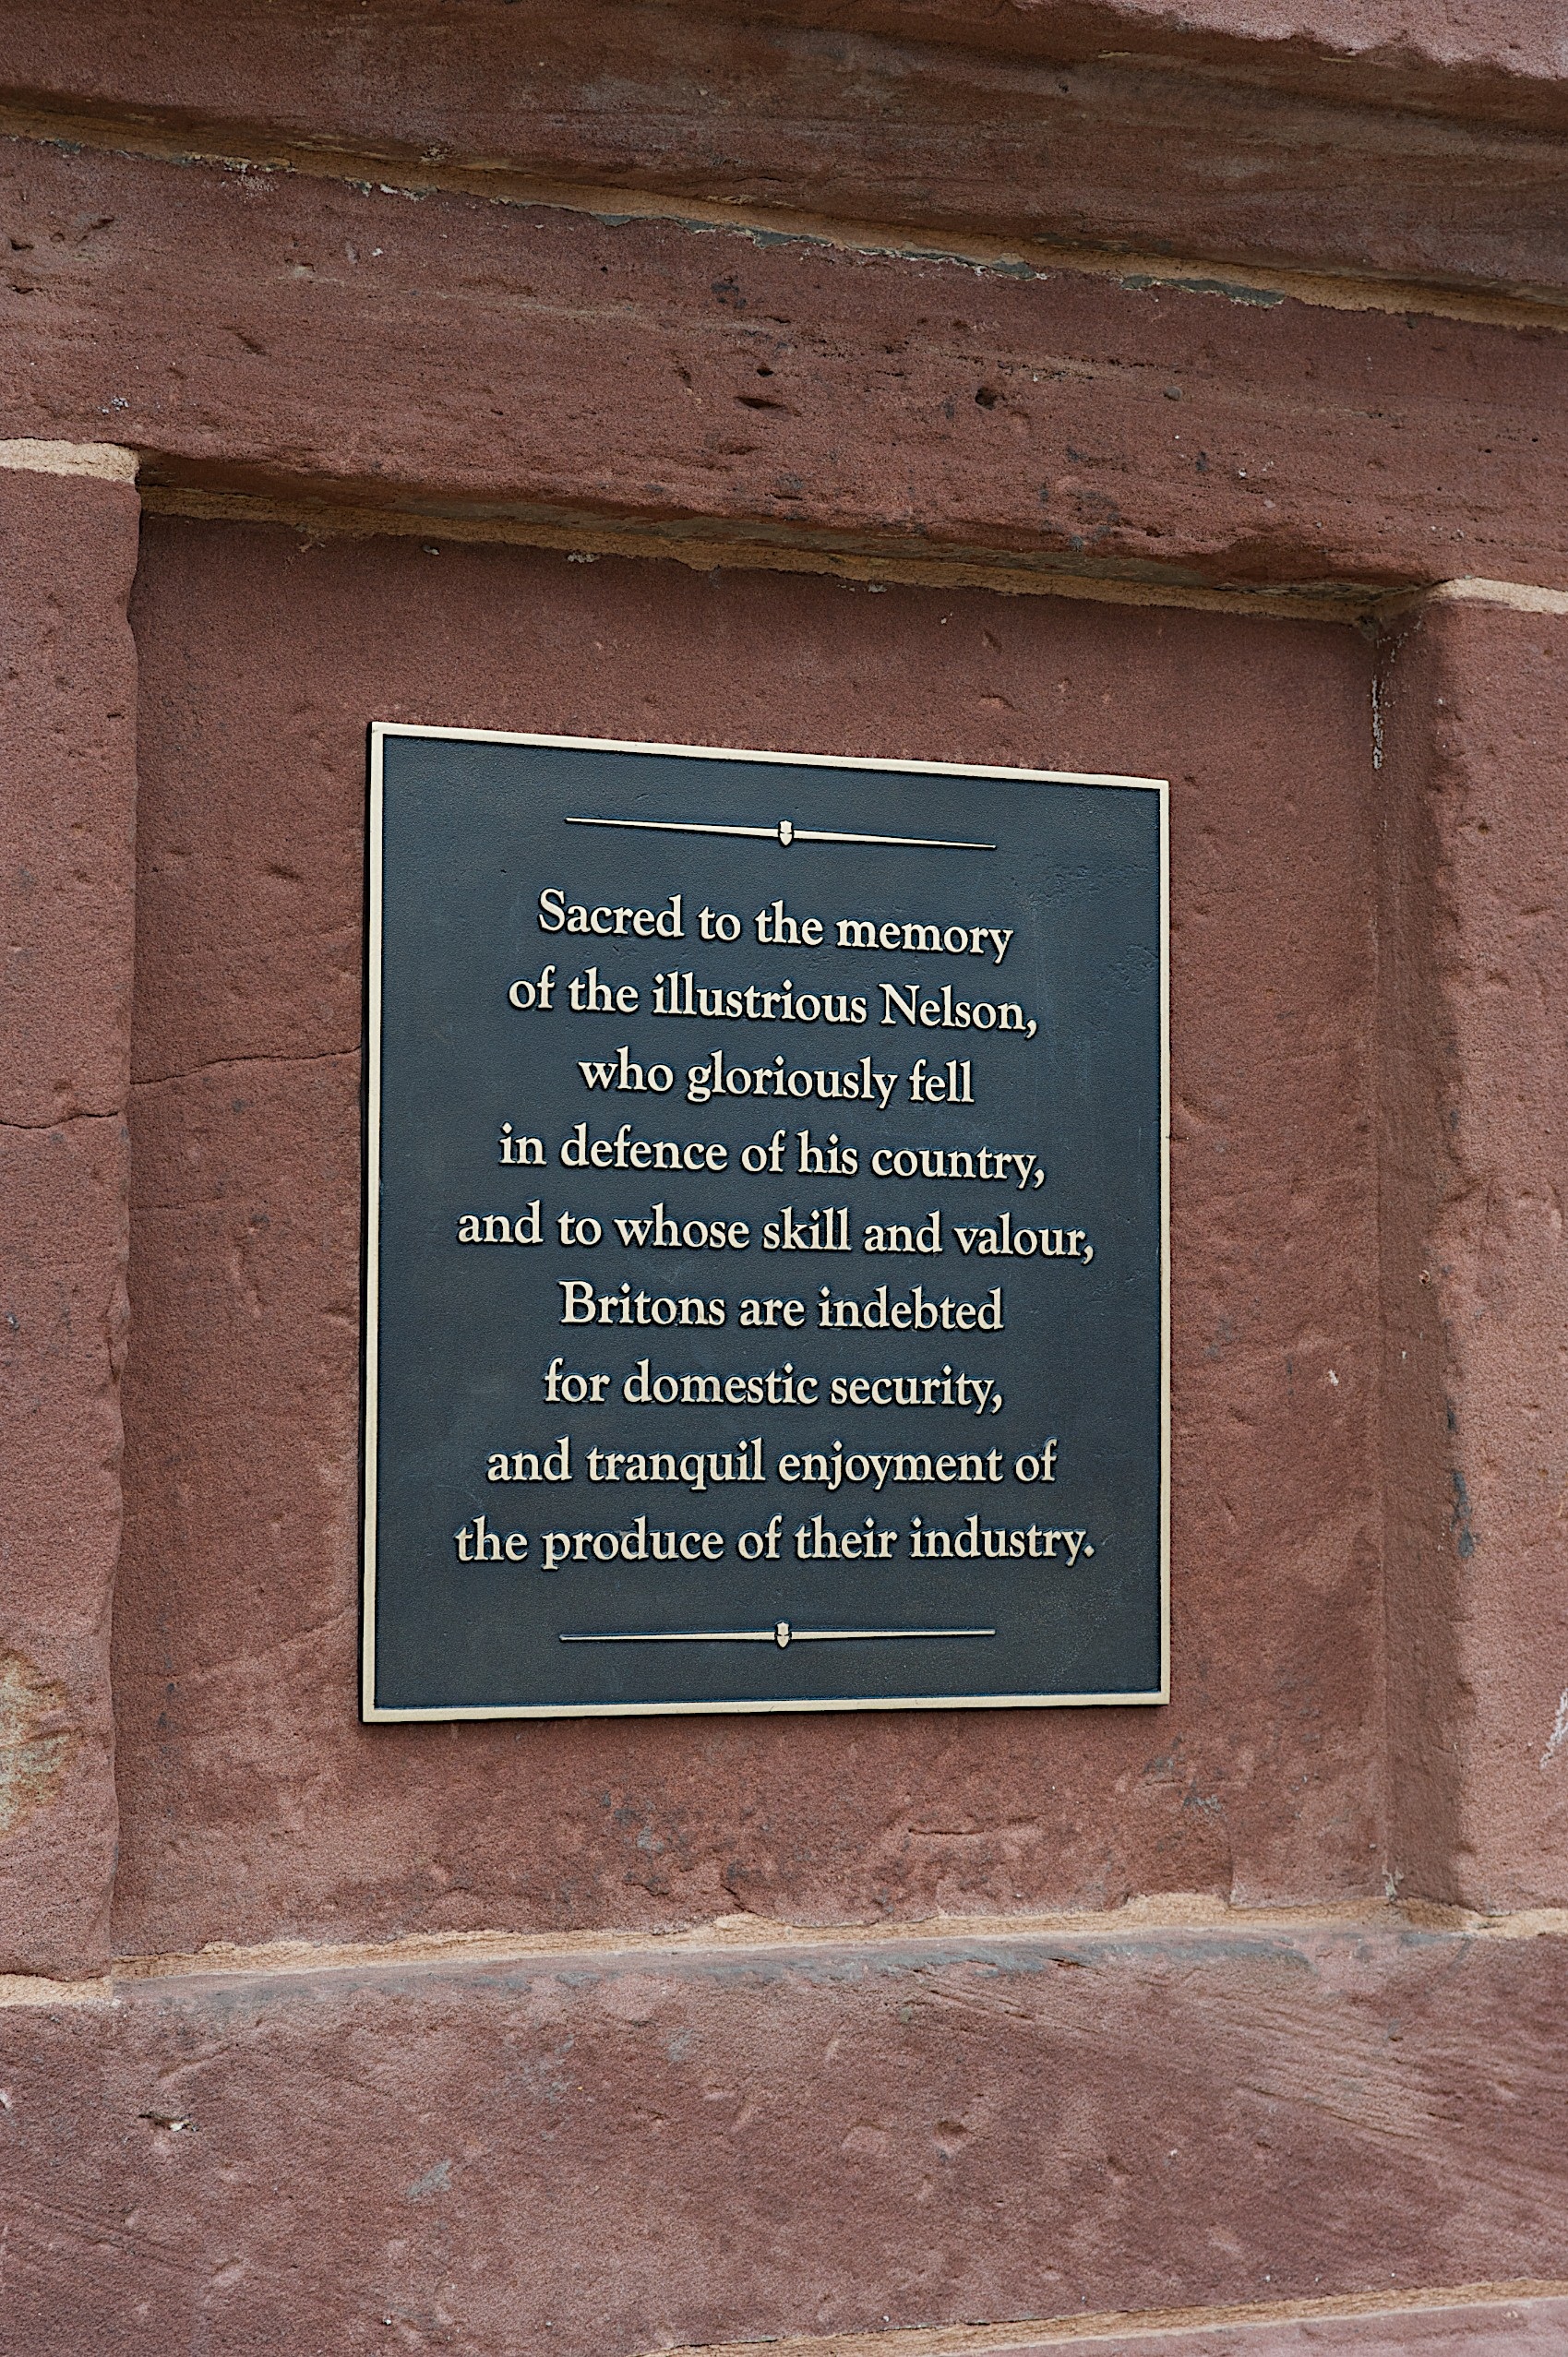 Sacred to the memory
of the illustrious Nelson,
who gloriously fell
in defence of his country,
and to whose skill and valour,
Britons are indebted
for domestic security,
and tranquil enjoyment of
the produce of their industry.